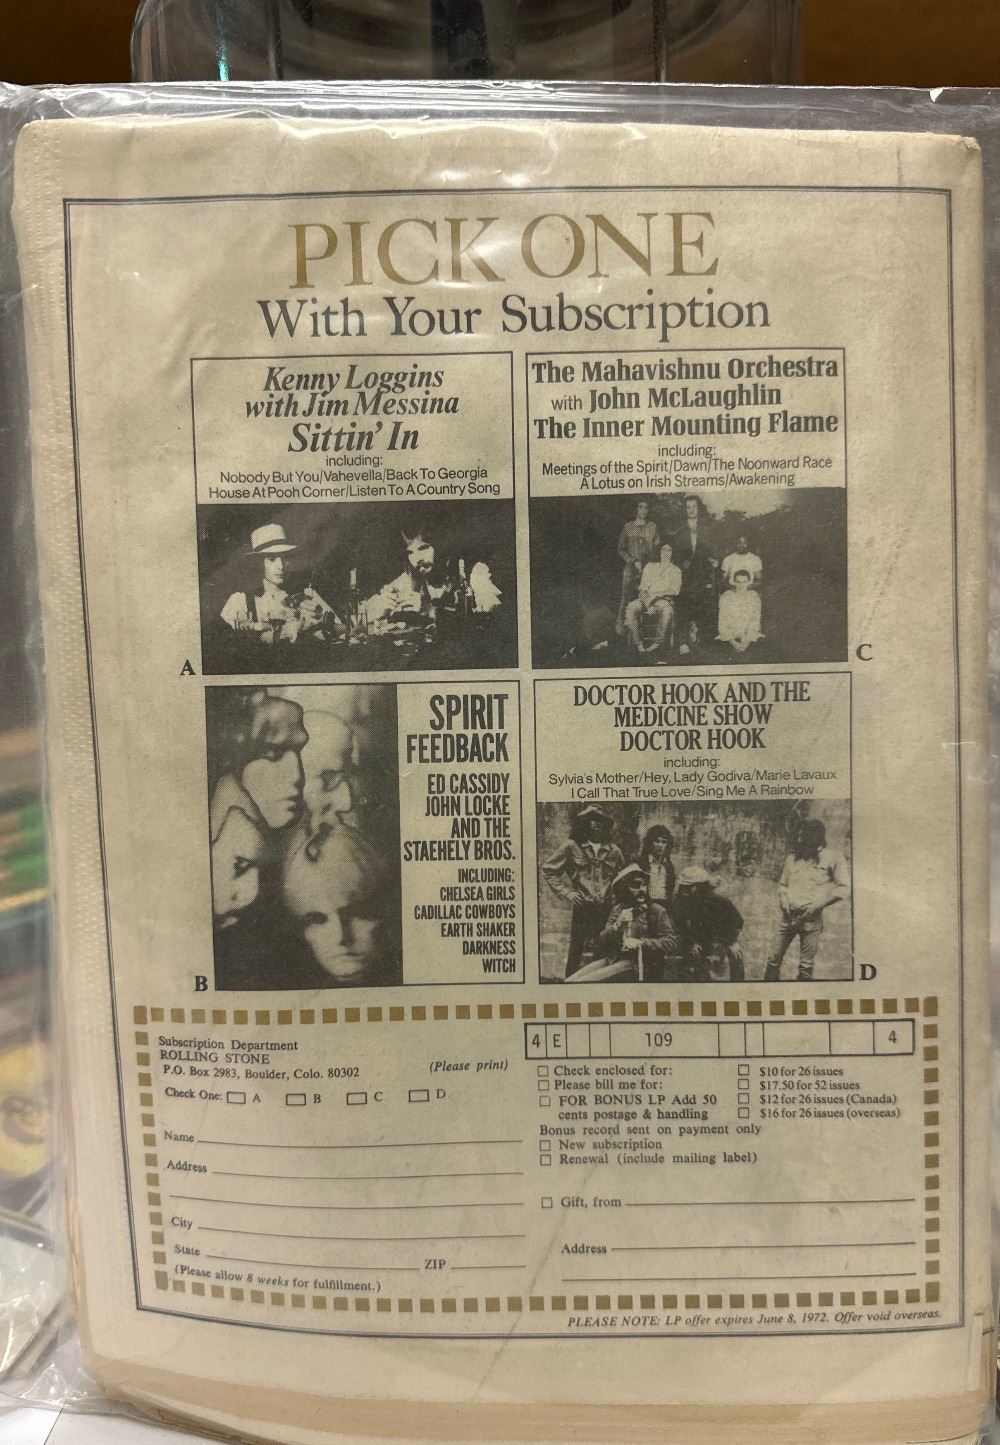 PICK ONE
With Your Subscription
Kenny Loggins
with Jim Messina
Sittin' In
including:
Nobody But You/Vahevella/Back To Georgia
House At Pooh Corner/Listen To A Country Song
A
The Mahavishnu Orchestra
with John McLaughlin
The Inner Mounting Flame
including:
Meetings of the Spirit/Dawn/The Noonward Race
A Lotus on Irish Streams/Awakening
C
SPIRIT
FEEDBACK
ED CASSIDY
JOHN LOCKE
AND THE
STAEHELY BROS.
INCLUDING:
CHELSEA GIRLS
CADILLAC COWBOYS
EARTH SHAKER
DARKNESS
WITCH
B
DOCTOR HOOK AND THE
MEDICINE SHOW
DOCTOR HOOK
including:
Sylvia's Mother/Hey, Lady Godiva/Marie Lavaux
I Call That True Love/Sing Me A Rainbow
D
Subscription Department
ROLLING STONE
P.O. Box 2983, Boulder, Colo. 80302
(Please print)
Check One: A B C D
Name
Address
City
State ZIP
(Please allow 8 weeks for fulfillment.)
4 E 109 4
Check enclosed for:
Please bill me for:
FOR BONUS LP Add 50
cents postage & handling
$10 for 26 issues
$17.50 for 52 issues
$12 for 26 issues (Canada)
$16 for 26 issues (overseas)
Bonus record sent on payment only
New subscription
Renewal (include mailing label)
Gift, from
Address
PLEASE NOTE: LP offer expires June 8, 1972. Offer void overseas.